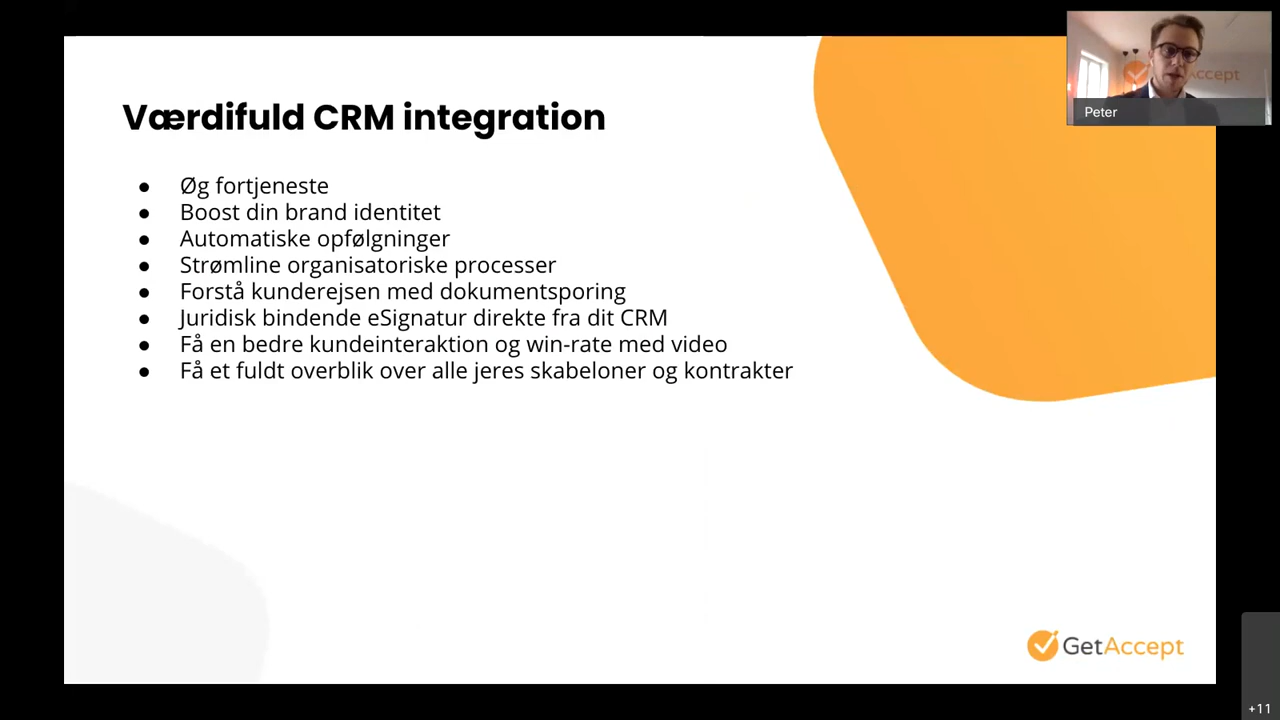 Værdifuld CRM integration
● Øg fortjeneste
● Boost din brand identitet
● Automatiske opfølgninger
● Strømline organisatoriske processer
● Forstå kunderejsen med dokumentsporing
● Juridisk bindende eSignatur direkte fra dit CRM
● Få en bedre kundeinteraktion og win-rate med video
● Få et fuldt overblik over alle jeres skabeloner og kontrakter
Peter
GetAccept
+11